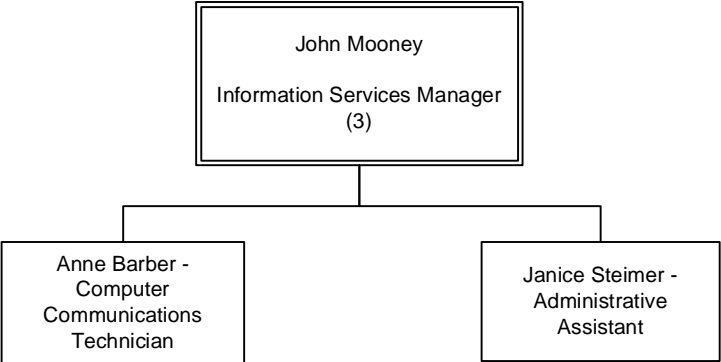 John Mooney
Information Services Manager
(3)
Anne Barber -
Computer
Communications
Technician
Janice Steimer -
Administrative
Assistant